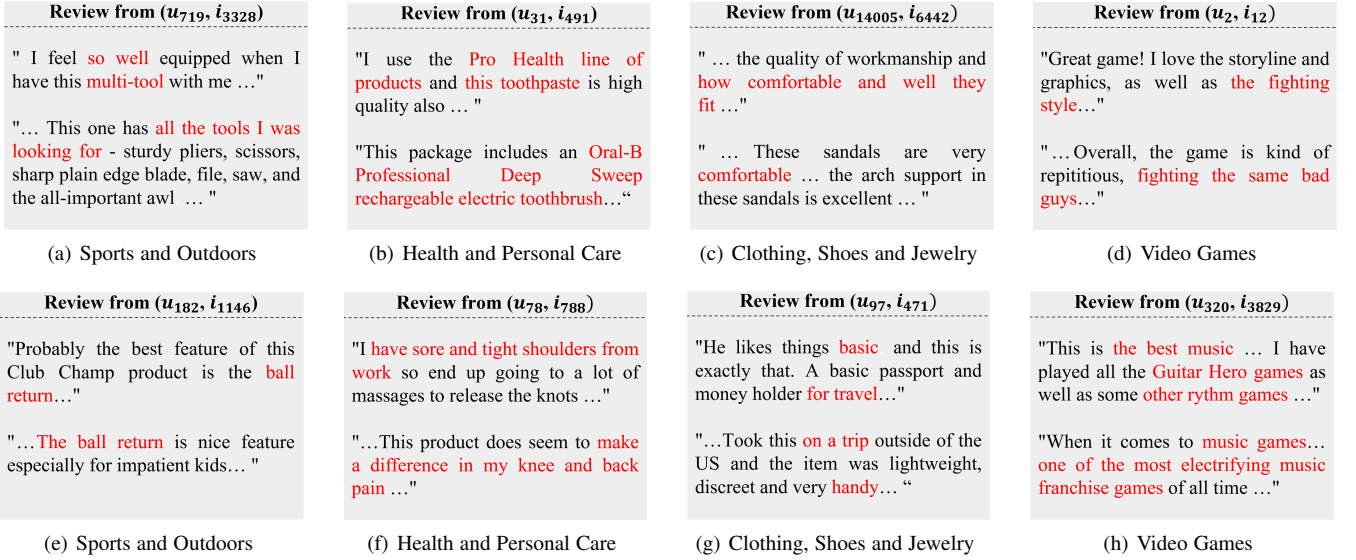 Review from (u719, i3328)
" I feel so well equipped when I
have this multi-tool with me …"
"… This one has all the tools I was
looking for - sturdy pliers, scissors,
sharp plain edge blade, file, saw, and
the all-important awl … "
(a) Sports and Outdoors
Review from (u31, i491)
"I use the Pro Health line of
products and this toothpaste is high
quality also … "
"This package includes an Oral-B
Professional Deep Sweep
rechargeable electric toothbrush…“
(b) Health and Personal Care
Review from (u14005, i6442)
" … the quality of workmanship and
how comfortable and well they
fit …"
" … These sandals are very
comfortable … the arch support in
these sandals is excellent … "
(c) Clothing, Shoes and Jewelry
Review from (u2, i12)
"Great game! I love the storyline and
graphics, as well as the fighting
style…"
"…Overall, the game is kind of
repititious, fighting the same bad
guys…"
(d) Video Games
Review from (u182, i1146)
"Probably the best feature of this
Club Champ product is the ball
return…"
"…The ball return is nice feature
especially for impatient kids… "
(e) Sports and Outdoors
Review from (u78, i788)
"I have sore and tight shoulders from
work so end up going to a lot of
massages to release the knots …"
"…This product does seem to make
a difference in my knee and back
pain …"
(f) Health and Personal Care
Review from (u97, i471)
"He likes things basic and this is
exactly that. A basic passport and
money holder for travel…"
"…Took this on a trip outside of the
US and the item was lightweight,
discreet and very handy… “
(g) Clothing, Shoes and Jewelry
Review from (u320, i3829)
"This is the best music … I have
played all the Guitar Hero games as
well as some other rythm games …"
"When it comes to music games…
one of the most electrifying music
franchise games of all time …"
(h) Video Games